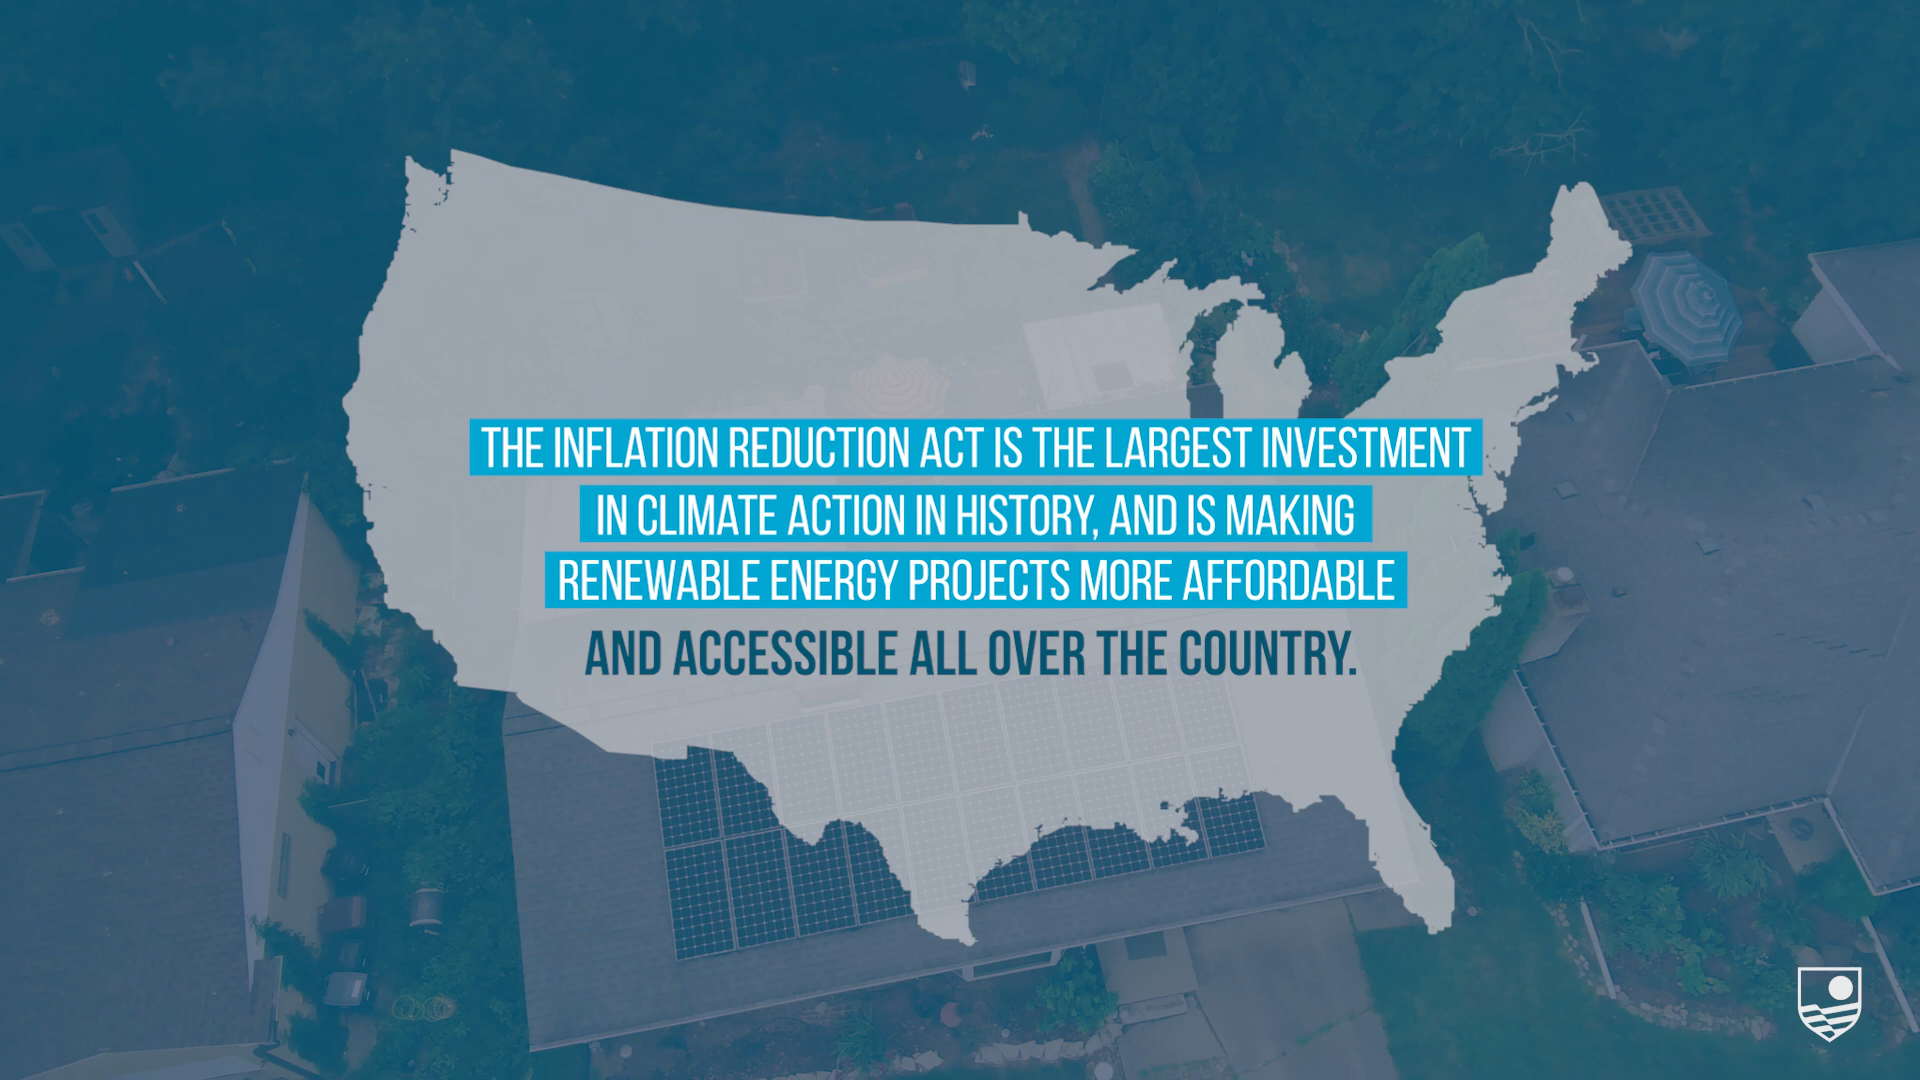 THE INFLATION REDUCTION ACT IS THE LARGEST INVESTMENT
IN CLIMATE ACTION IN HISTORY, AND IS MAKING
RENEWABLE ENERGY PROJECTS MORE AFFORDABLE
AND ACCESSIBLE ALL OVER THE COUNTRY.